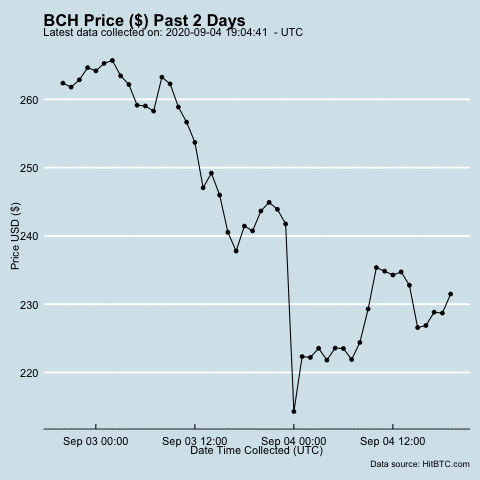 BCH Price ($) Past 2 Days
Latest data collected on: 2020-09-04 19:04:41  - UTC
260
250
240
230
220
Price USD ($)
Sep 03 00:00 Sep 03 12:00 Sep 04 00:00 Sep 04 12:00
Date Time Collected (UTC)
Data source: HitBTC.com